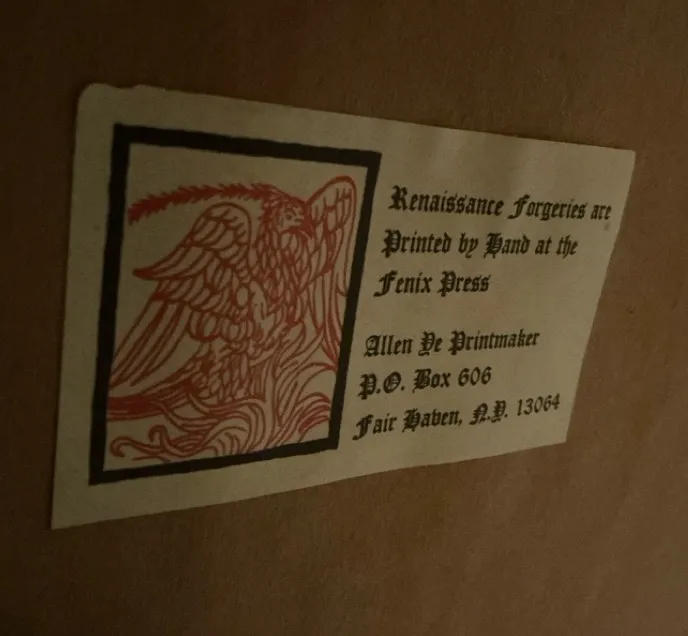 Renaissance Forgeries are
Printed by Hand at the
Fenix Press
Allen Ye Printmaker
P.O. Box 606
Fair Haven, N.Y. 13064